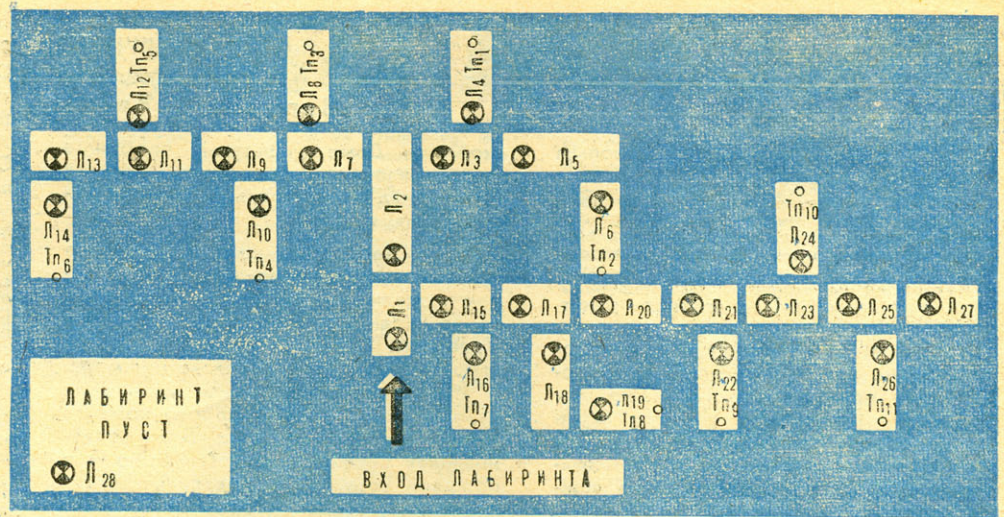 Л₁₂ Тп₅
Л₈ Тп₃
Л₄ Тп₁
Л₁₃
Л₁₁
Л₉
Л₇
Л₂
Л₃
Л₅
Л₁₄
Тп₆
Л₁₀
Тп₄
Л₆
Тп₂
Тп₁₀
Л₂₄
Л₁
Л₁₅
Л₁₇
Л₂₀
Л₂₁
Л₂₃
Л₂₅
Л₂₇
Л₁₆
Тп₇
Л₁₈
Л₁₉
Тп₈
Л₂₂
Тп₉
Л₂₆
Тп₁₁
ЛАБИРИНТ
ПУСТ
Л₂₈
ВХОД ЛАБИРИНТА